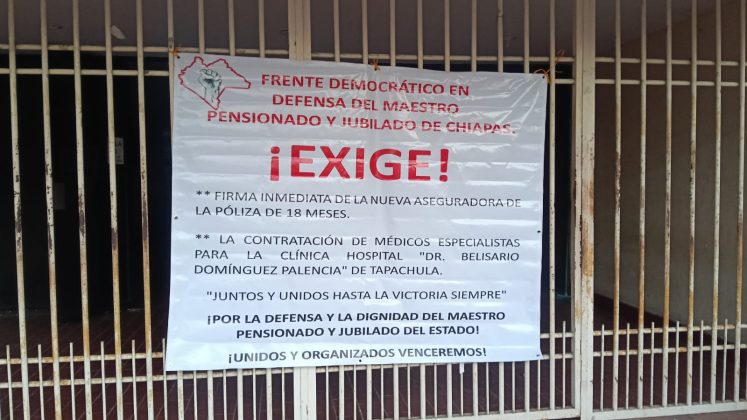 FRENTE DEMOCRÁTICO EN
DEFENSA DEL MAESTRO
PENSIONADO Y JUBILADO DE CHIAPAS.
¡EXIGE!
** FIRMA INMEDIATA DE LA NUEVA ASEGURADORA DE
LA PÓLIZA DE 18 MESES.
** LA CONTRATACIÓN DE MÉDICOS ESPECIALISTAS
PARA LA CLÍNICA HOSPITAL "DR. BELISARIO
DOMÍNGUEZ PALENCIA" DE TAPACHULA.
"JUNTOS Y UNIDOS HASTA LA VICTORIA SIEMPRE"
¡POR LA DEFENSA Y LA DIGNIDAD DEL MAESTRO
PENSIONADO Y JUBILADO DEL ESTADO!
¡UNIDOS Y ORGANIZADOS VENCEREMOS!